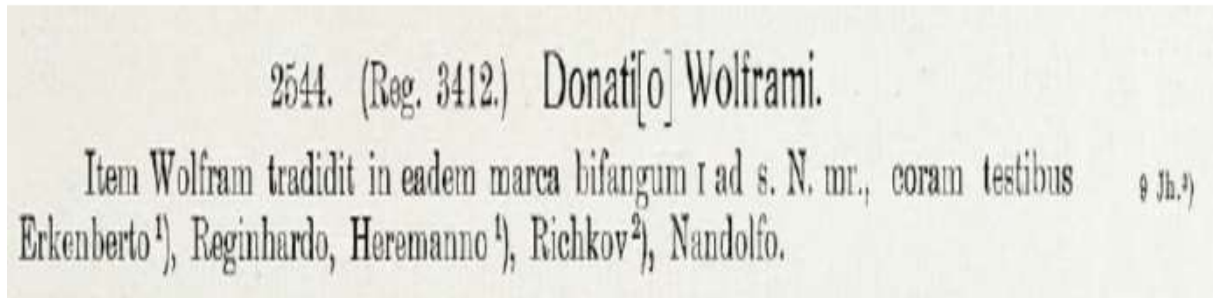 2544. (Reg. 3412.) Donati[o] Wolframi.
Item Wolfram tradidit in eadem marca bifangum I ad s. N. mr., coram testibus 9 Jh.³)
Erkenberto¹), Reginhardo, Heremanno¹), Richkov²), Nandolfo.